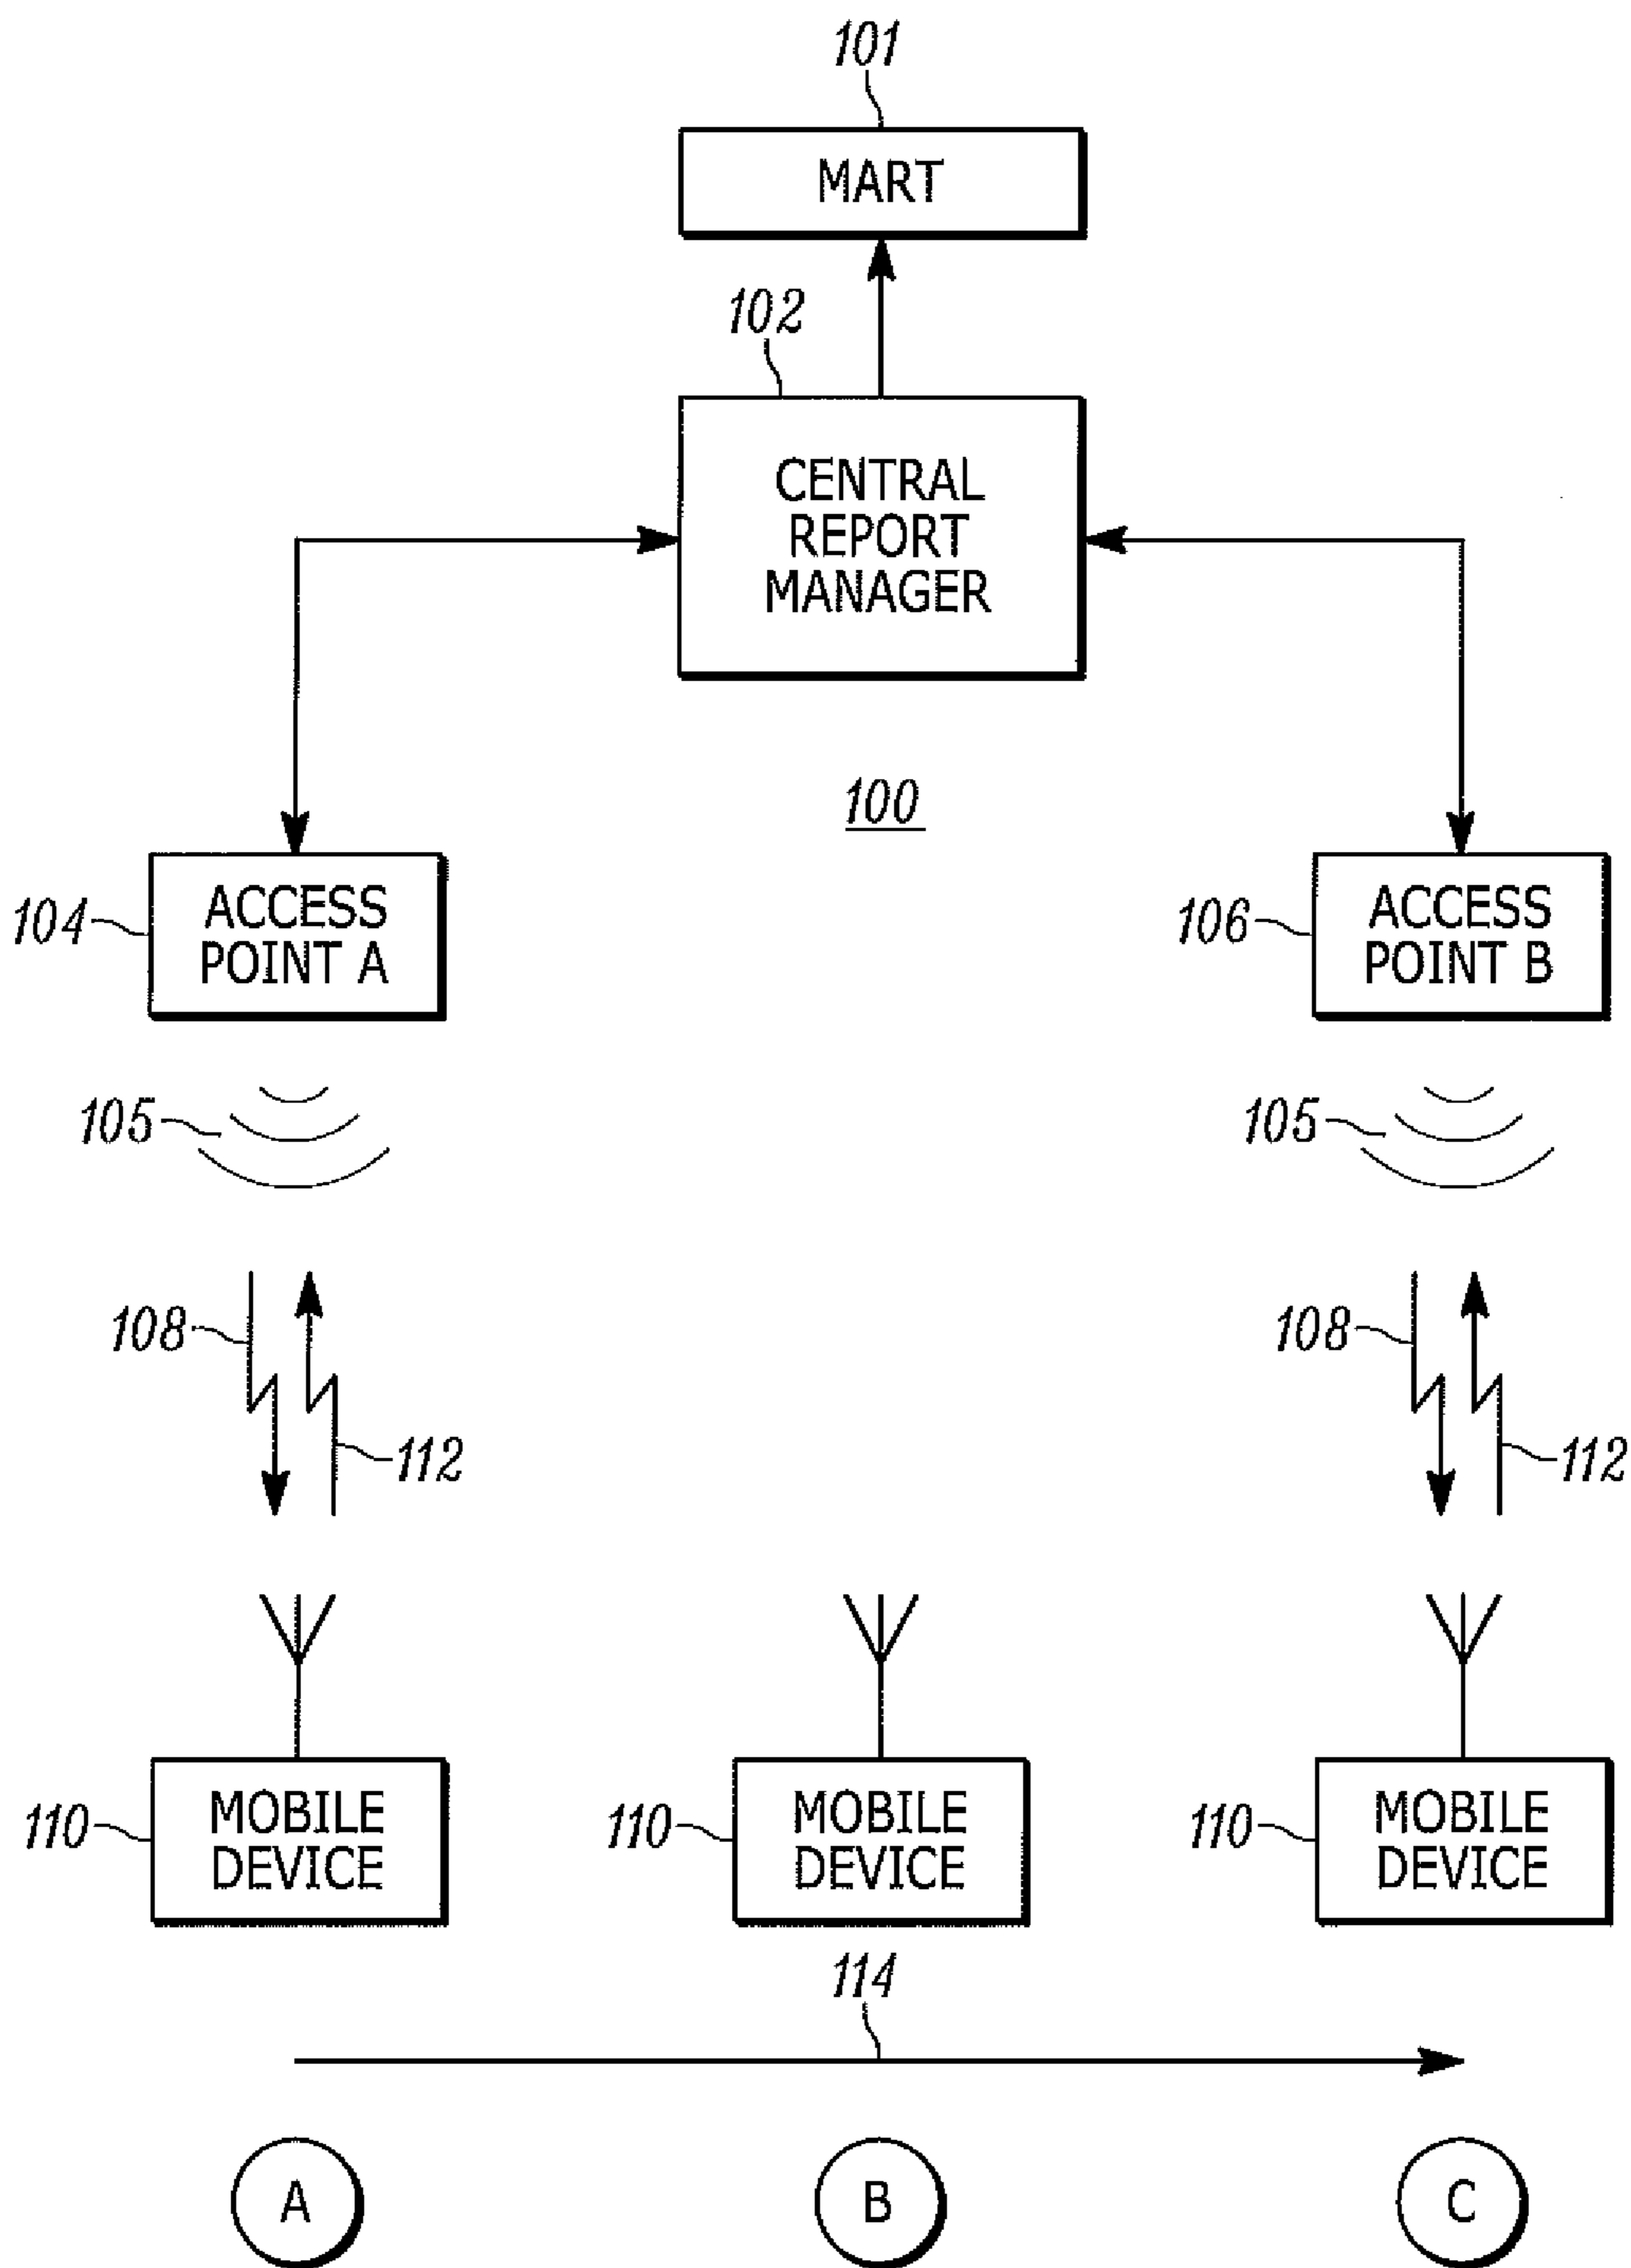 101
MART
102
CENTRAL
REPORT
MANAGER
100
104
ACCESS
POINT A
106
ACCESS
POINT B
105
105
108
112
108
112
110
MOBILE
DEVICE
110
MOBILE
DEVICE
110
MOBILE
DEVICE
114
A
B
C